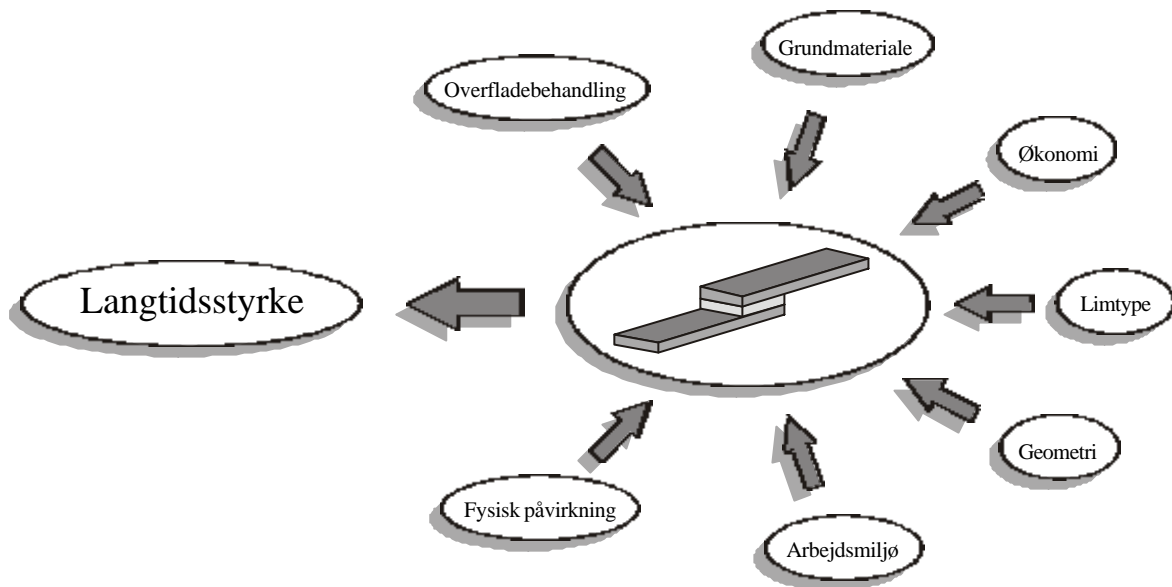 Grundmateriale
Overfladebehandling
Økonomi
Langtidsstyrke
Limtype
Geometri
Fysisk påvirkning
Arbejdsmiljø